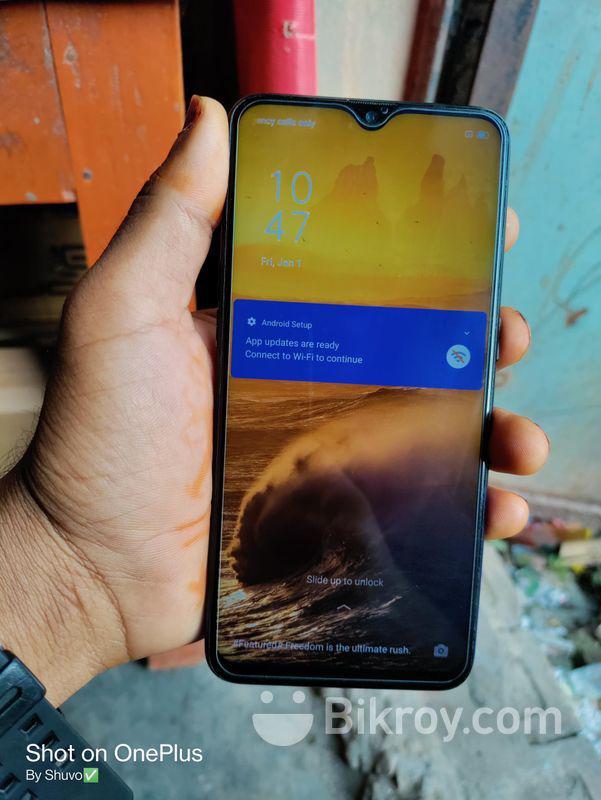 ency calls only
10
47
Fri, Jan 1
Android Setup
App updates are ready
Connect to Wi-Fi to continue
Slide up to unlock
#Featured# Freedom is the ultimate rush.
Bikroy.com
Shot on OnePlus
By Shuvo✅